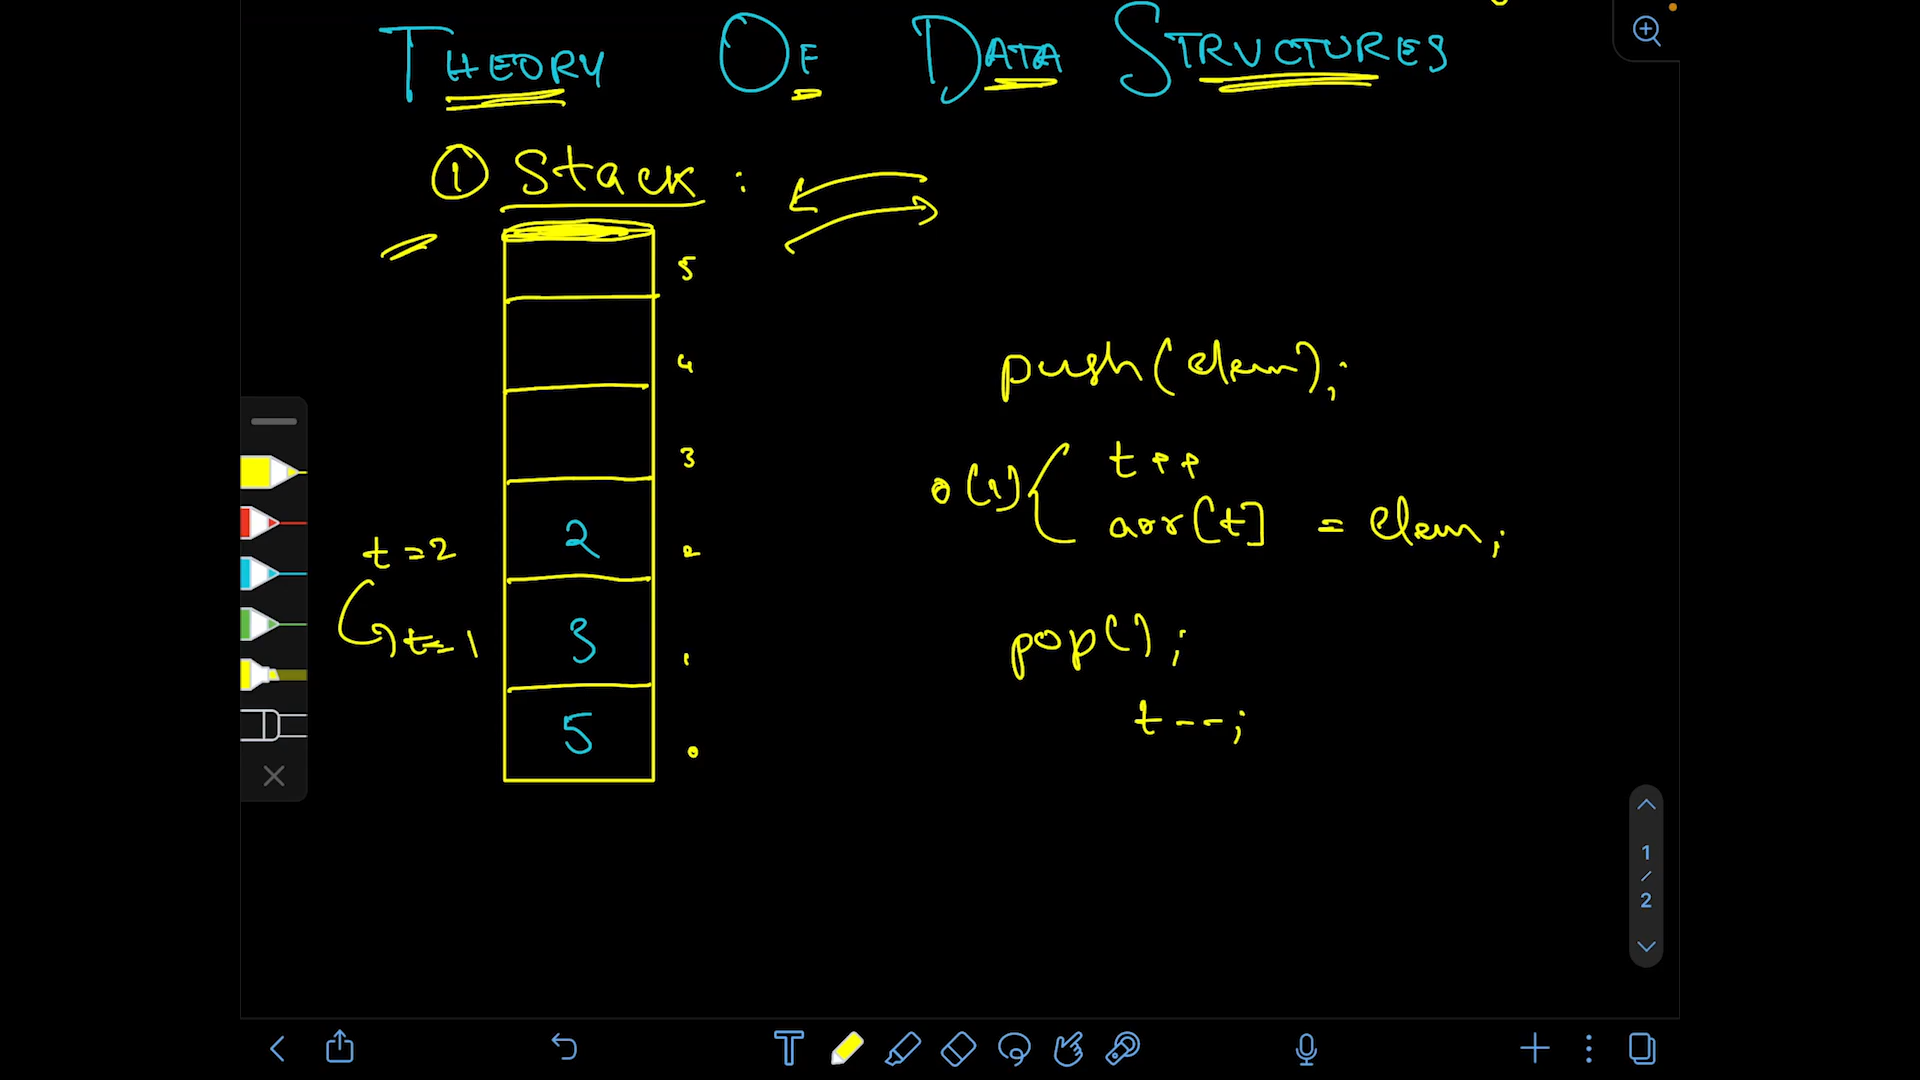 THEORY OF DATA STRUCTURES
① Stack :
5
4
3
2 2
3 1
5 0
t = 2
t = 1
push(elem);
O(1) { t++
arr[t] = elem;
pop();
t--;
1
/
2
T